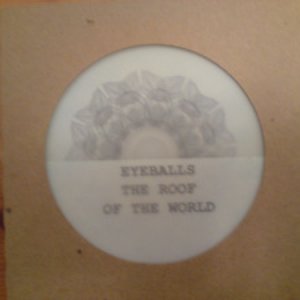 EYEBALLS
THE ROOF
OF THE WORLD